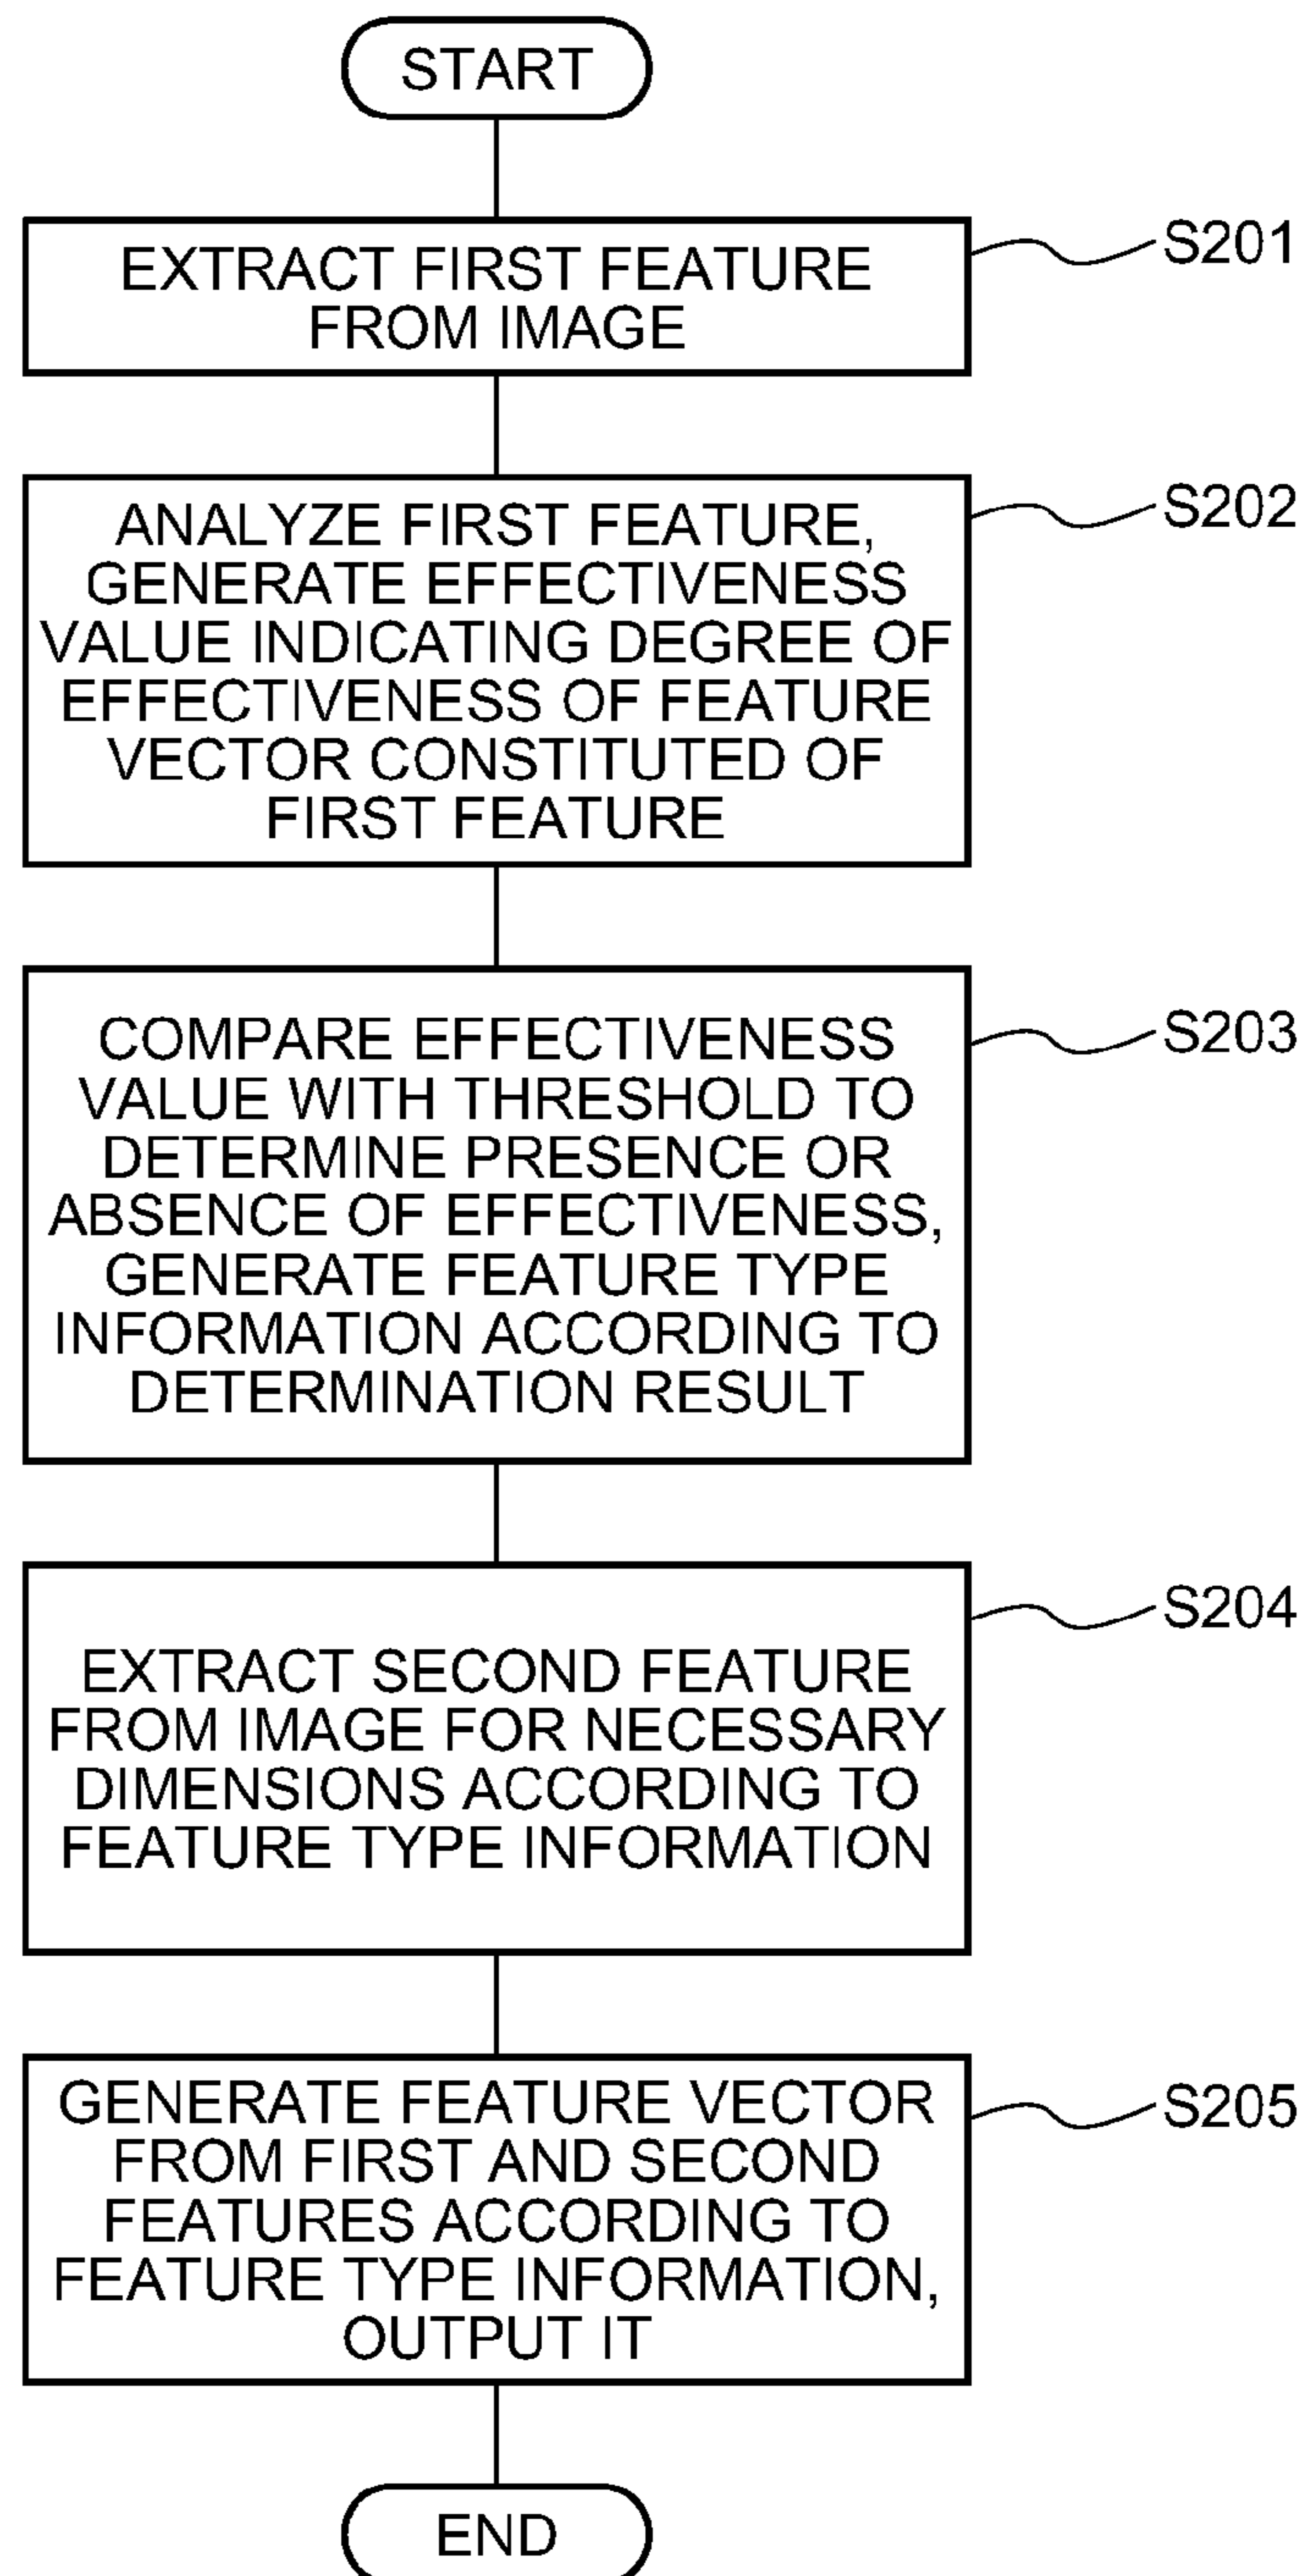 START
EXTRACT FIRST FEATURE
FROM IMAGE
S201
ANALYZE FIRST FEATURE,
GENERATE EFFECTIVENESS
VALUE INDICATING DEGREE OF
EFFECTIVENESS OF FEATURE
VECTOR CONSTITUTED OF
FIRST FEATURE
S202
COMPARE EFFECTIVENESS
VALUE WITH THRESHOLD TO
DETERMINE PRESENCE OR
ABSENCE OF EFFECTIVENESS,
GENERATE FEATURE TYPE
INFORMATION ACCORDING TO
DETERMINATION RESULT
S203
EXTRACT SECOND FEATURE
FROM IMAGE FOR NECESSARY
DIMENSIONS ACCORDING TO
FEATURE TYPE INFORMATION
S204
GENERATE FEATURE VECTOR
FROM FIRST AND SECOND
FEATURES ACCORDING TO
FEATURE TYPE INFORMATION,
OUTPUT IT
S205
END